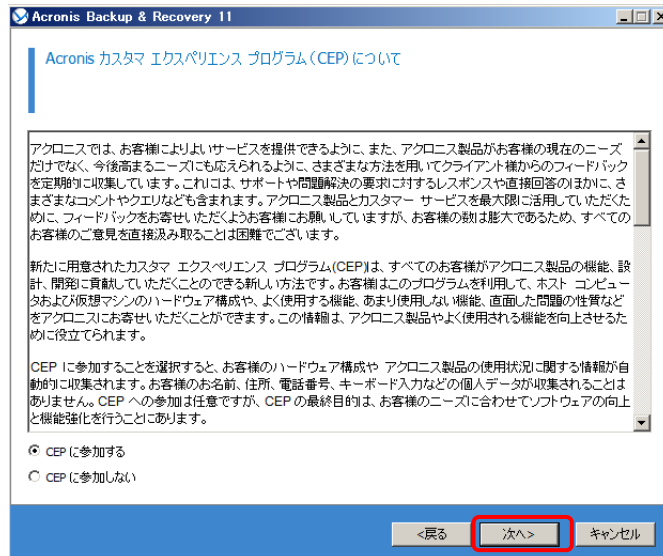 Acronis Backup & Recovery 11
Acronis カスタマ エクスペリエンス プログラム(CEP)について
アクロニスでは、お客様によりよいサービスを提供できるように、また、アクロニス製品がお客様の現在のニーズ
だけでなく、今後高まるニーズにも応えられるように、さまざまな方法を用いてクライアント様からのフィードバック
を定期的に収集しています。これには、サポートや問題解決の要求に対するレスポンスや直接回答のほかに、さ
まざまなコメントやクエリなども含まれます。アクロニス製品とカスタマー サービスを最大限に活用していただくた
めに、フィードバックをお寄せいただくようお客様にお願いしていますが、お客様の数は膨大であるため、すべての
お客様のご意見を直接汲み取ることは困難でございます。
新たに用意されたカスタマ エクスペリエンス プログラム(CEP)は、すべてのお客様がアクロニス製品の機能、設
計、開発に貢献していただくことのできる新しい方法です。お客様はこのプログラムを利用して、ホスト コンピュー
タおよび仮想マシンのハードウェア構成や、よく使用する機能、あまり使用しない機能、直面した問題の性質など
をアクロニスにお寄せいただくことができます。この情報は、アクロニス製品やよく使用される機能を向上させるた
めに役立てられます。
CEP に参加することを選択すると、お客様のハードウェア構成や アクロニス製品の使用状況に関する情報が自
動的に収集されます。お客様のお名前、住所、電話番号、キーボード入力などの個人データが収集されることは
ありません。CEP への参加は任意ですが、CEP の最終目的は、お客様のニーズに合わせてソフトウェアの向上
と機能強化を行うことにあります。
CEP に参加する
CEP に参加しない
<戻る
次へ>
キャンセル